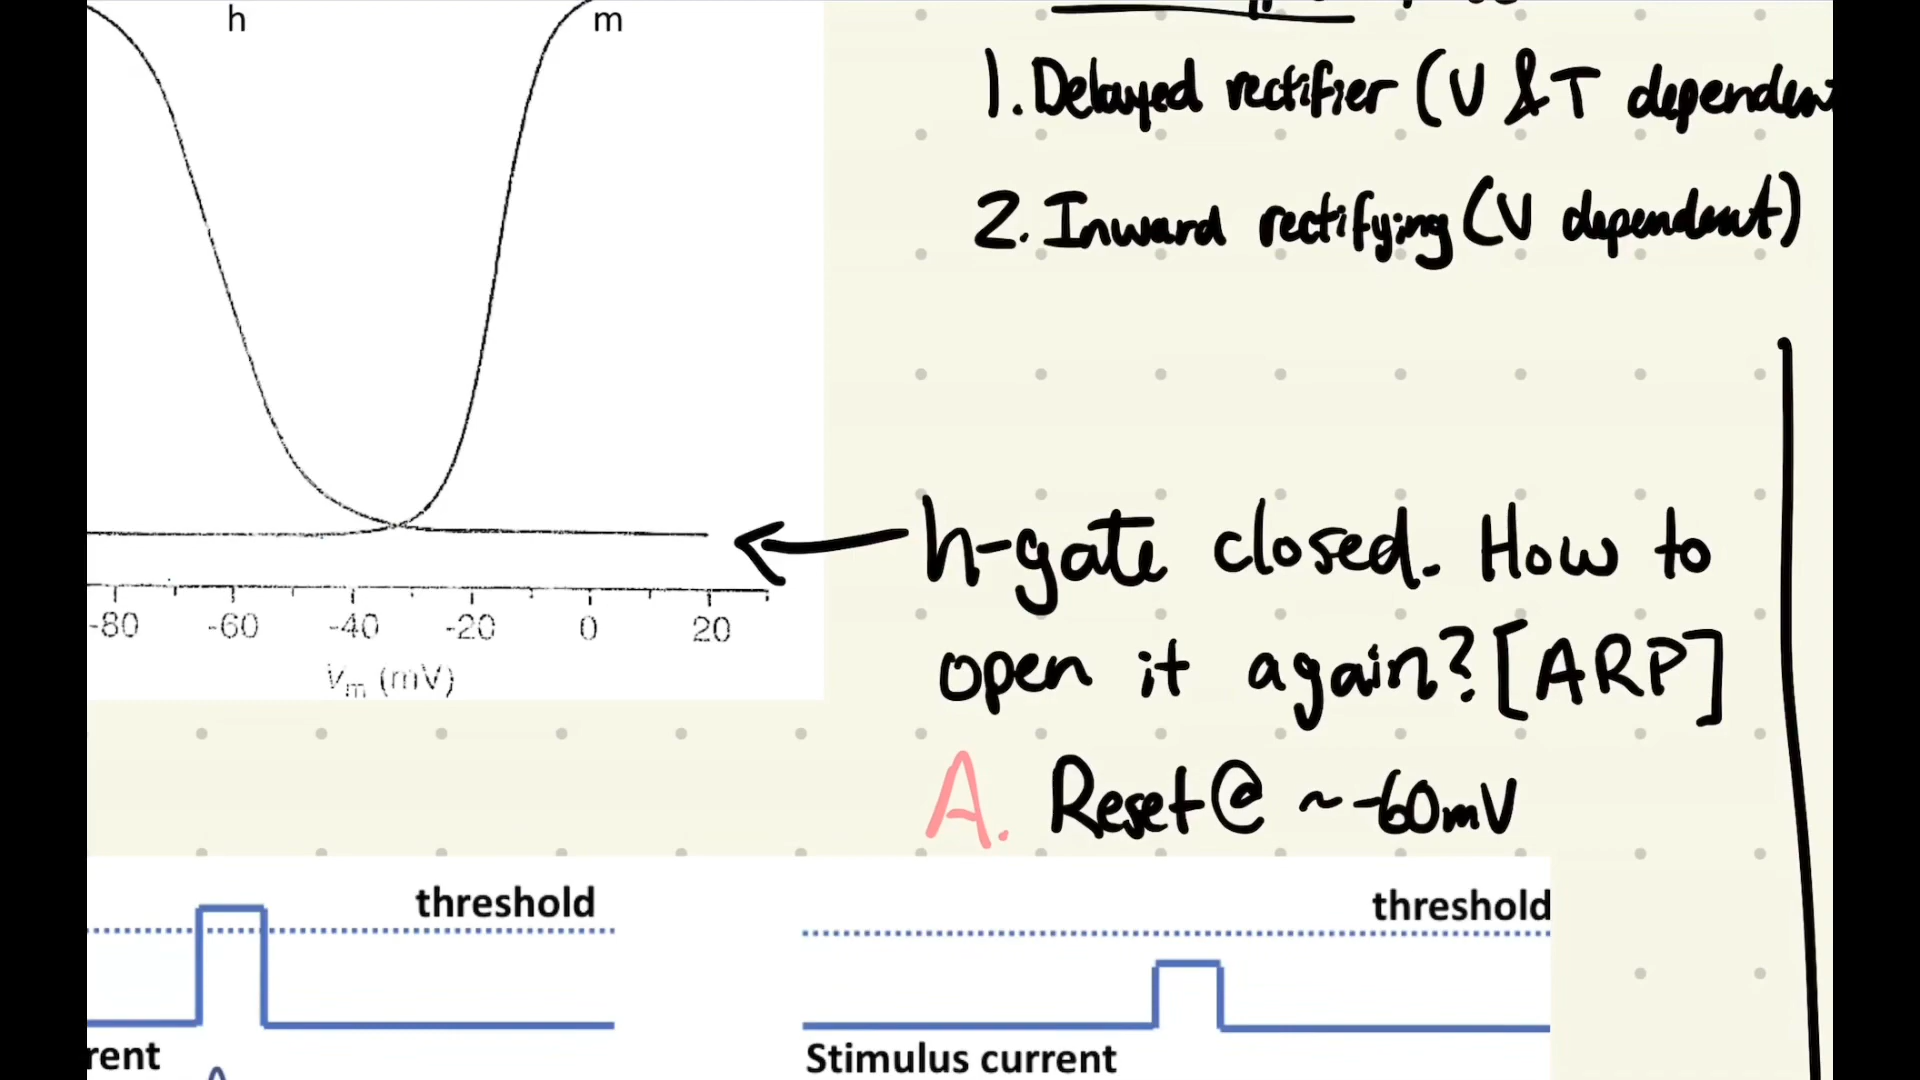 h
m
1. Delayed rectifier (V & T dependent
2. Inward rectifying (V dependent)
h-gate closed. How to
open it again? [ARP]
A. Reset @ ~-60mV
-80 -60 -40 -20 0 20
Vm (mV)
threshold
threshold
rent
Stimulus current